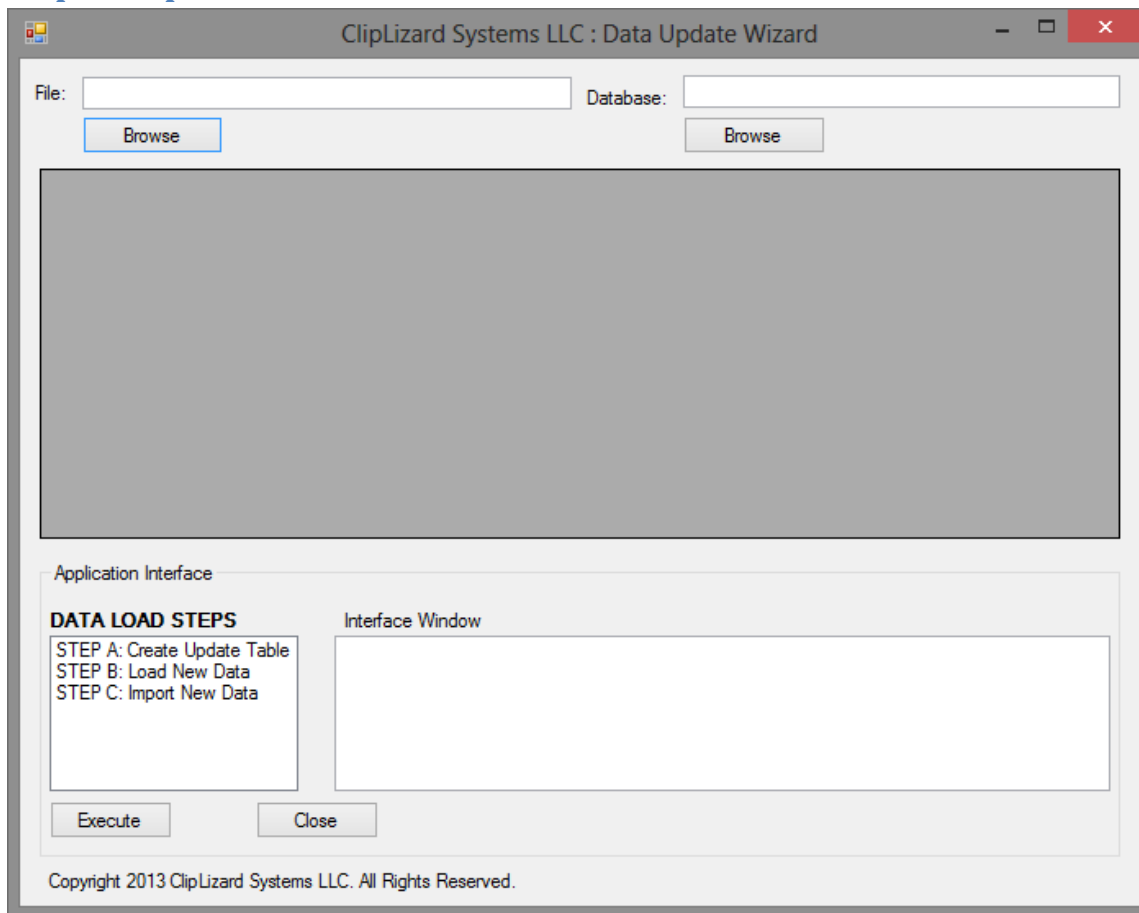 ClipLizard Systems LLC : Data Update Wizard
File:
Database:
Browse
Browse
Application Interface
DATA LOAD STEPS
Interface Window
STEP A: Create Update Table
STEP B: Load New Data
STEP C: Import New Data
Execute
Close
Copyright 2013 ClipLizard Systems LLC. All Rights Reserved.